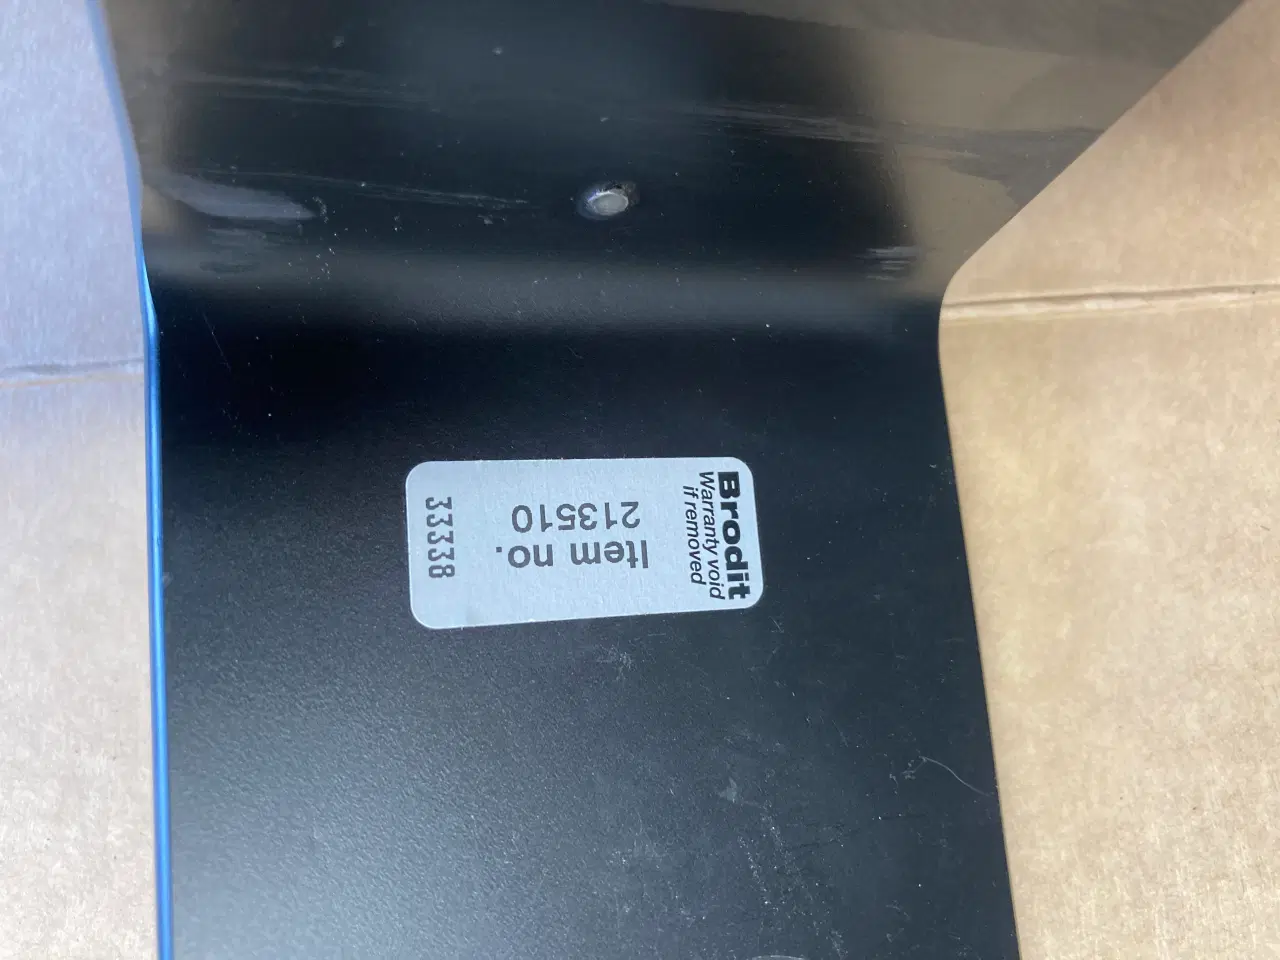 Brodit
Warranty void
if removed
Item no.
213510
33338